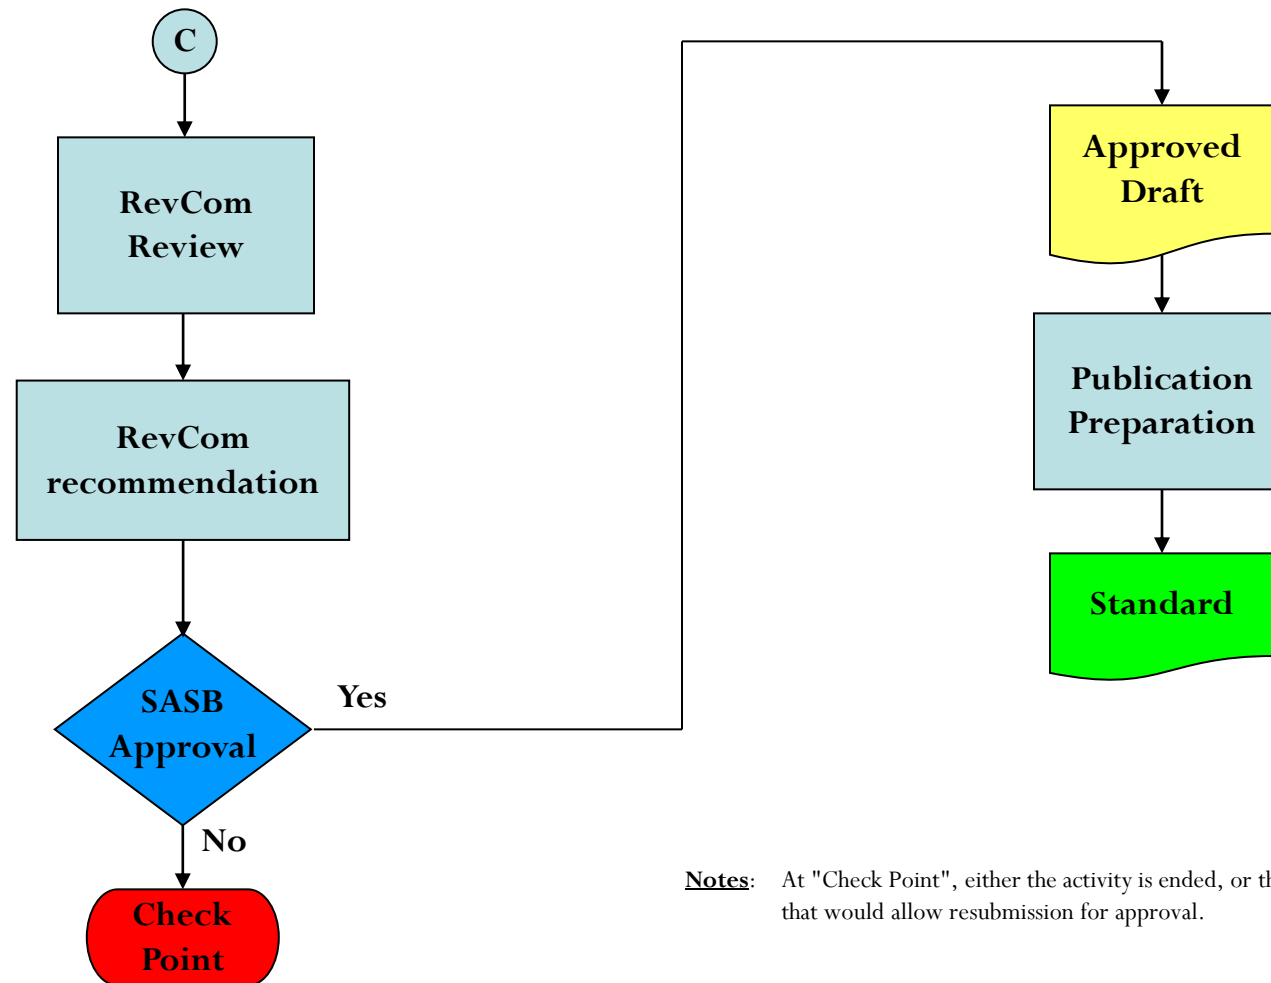 C
RevCom
Review
RevCom
recommendation
SASB
Approval
Yes
No
Check
Point
Approved
Draft
Publication
Preparation
Standard
Notes: At "Check Point", either the activity is ended, or
that would allow resubmission for approval.